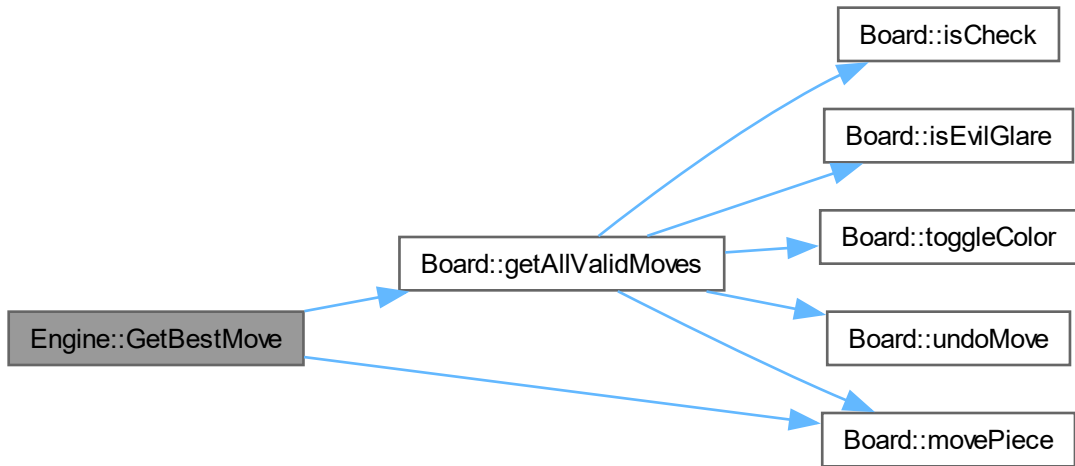 Board::isCheck
Board::isEvilGlare
Board::toggleColor
Board::getAllValidMoves
Engine::GetBestMove
Board::undoMove
Board::movePiece